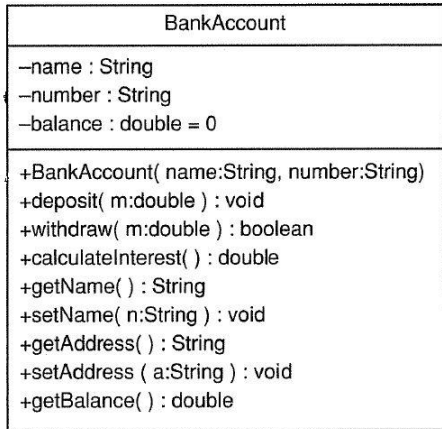 BankAccount
–name : String
–number : String
–balance : double = 0
+BankAccount( name:String, number:String)
+deposit( m:double ) : void
+withdraw( m:double ) : boolean
+calculateInterest( ) : double
+getName( ) : String
+setName( n:String ) : void
+getAddress( ) : String
+setAddress ( a:String ) : void
+getBalance( ) : double